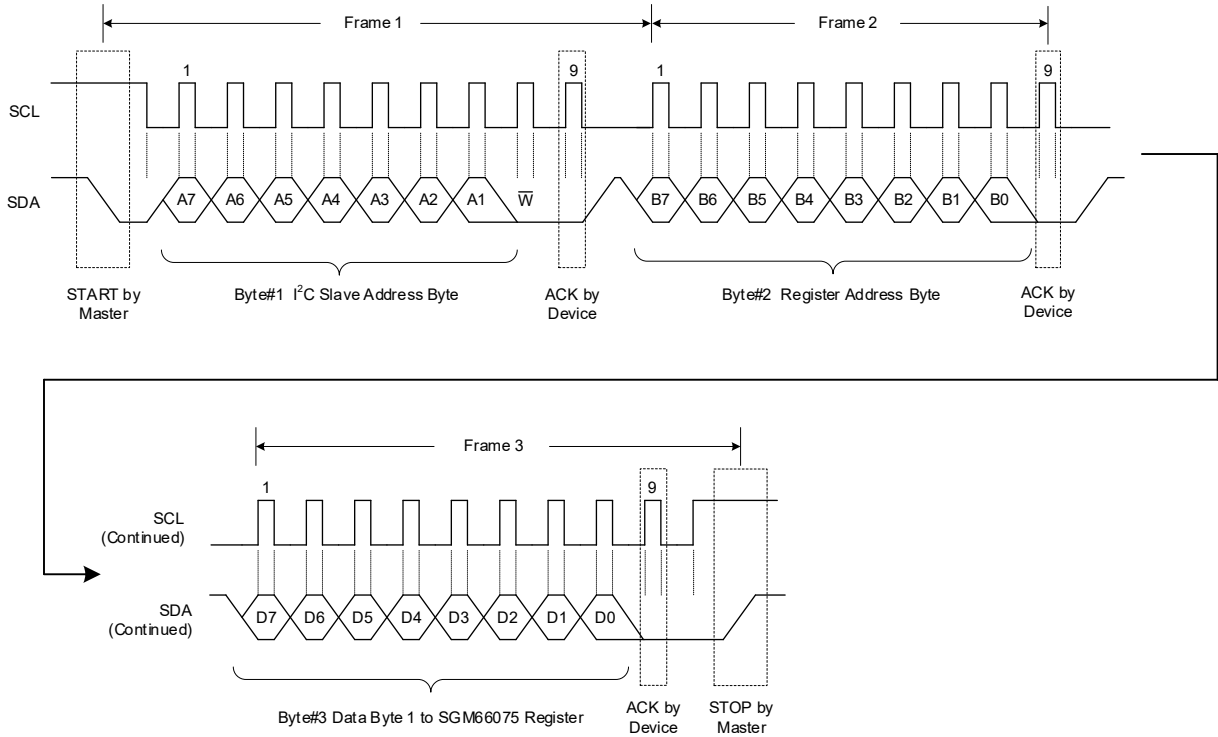 Frame 1 Frame 2
1 9 1 9
SCL
SDA A7 A6 A5 A4 A3 A2 A1 W̅ B7 B6 B5 B4 B3 B2 B1 B0
START by
Master
Byte#1 I²C Slave Address Byte
ACK by
Device
Byte#2 Register Address Byte
ACK by
Device
Frame 3
1 9
SCL
(Continued)
SDA
(Continued)
D7 D6 D5 D4 D3 D2 D1 D0
Byte#3 Data Byte 1 to SGM66075 Register
ACK by
Device
STOP by
Master